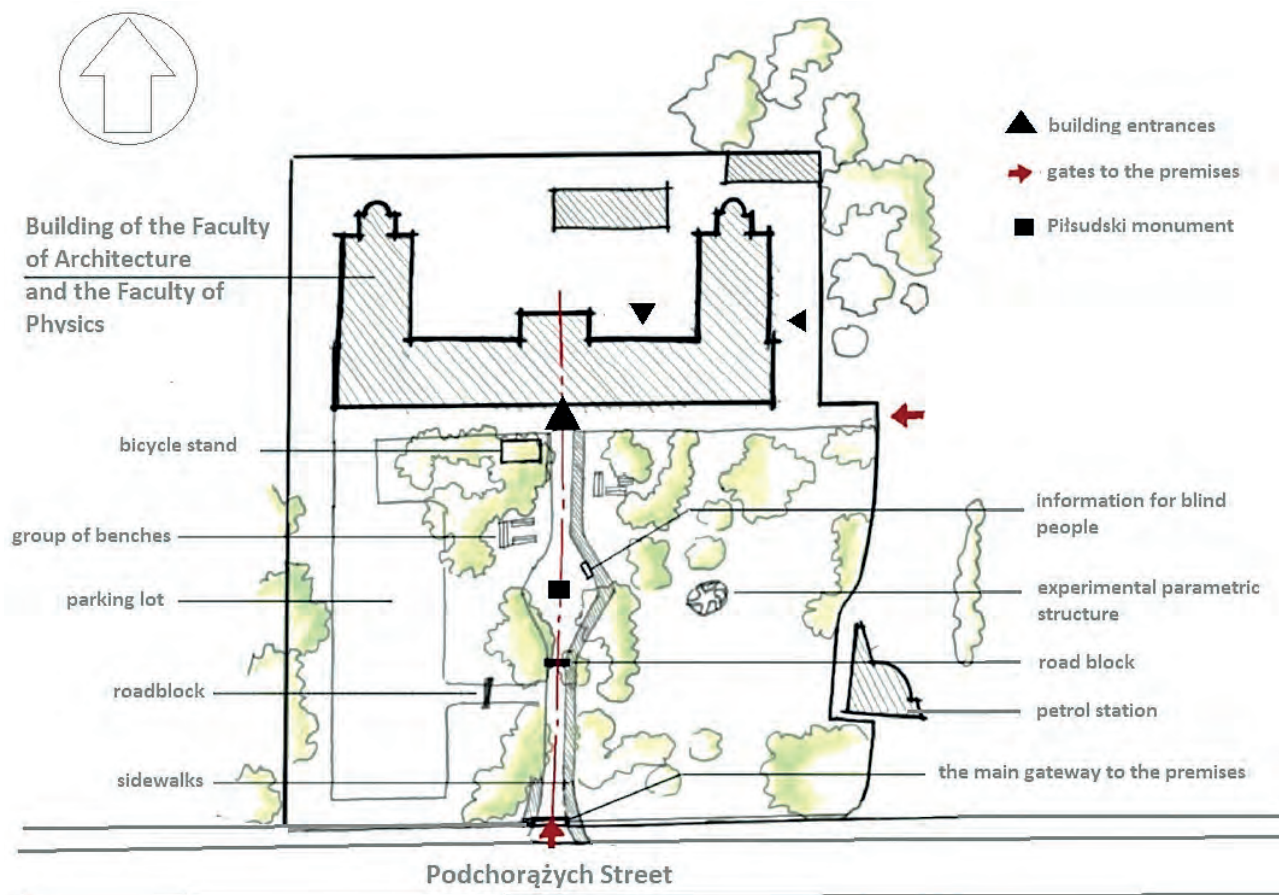 building entrances
gates to the premises
Piłsudski monument
Building of the Faculty
of Architecture
and the Faculty of
Physics
bicycle stand
group of benches
parking lot
roadblock
sidewalks
information for blind
people
experimental parametric
structure
road block
petrol station
the main gateway to the premises
Podchorążych Street